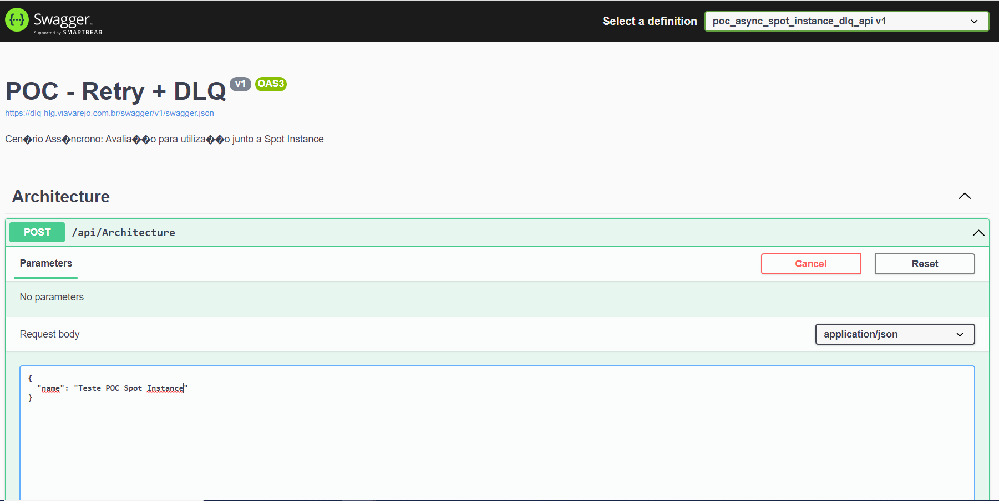 Swagger
Supported by SMARTBEAR
Select a definition
poc_async_spot_instance_dlq_api v1
POC - Retry + DLQ v1 OAS3
https://dlq-hlg.viavarejo.com.br/swagger/v1/swagger.json
Cen�rio Ass�ncrono: Avalia��o para utiliza��o junto a Spot Instance
Architecture
POST /api/Architecture
Parameters
Cancel
Reset
No parameters
Request body
application/json
{
"name": "Teste POC Spot Instance"
}